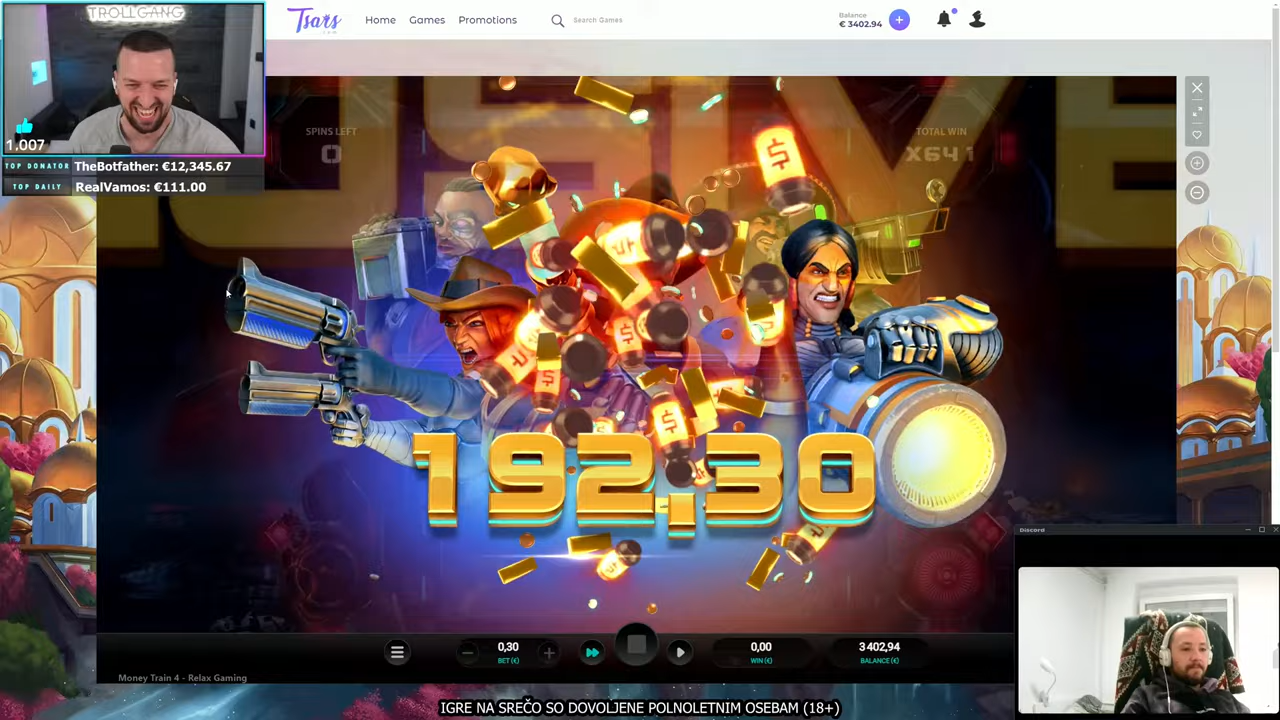 TROLLGANG
1,007
TOP DONATOR TheBotfather: €12,345.67
TOP DAILY RealVamos: €111.00
Tsars
.com
Home Games Promotions
Search Games
Balance
€ 3402.94
SPINS LEFT
0
TOTAL WIN
X641
192,30
0,30
BET (€)
0,00
WIN (€)
3 402,94
BALANCE (€)
Money Train 4 - Relax Gaming
Discord
IGRE NA SREČO SO DOVOLJENE POLNOLETNIM OSEBAM (18+)